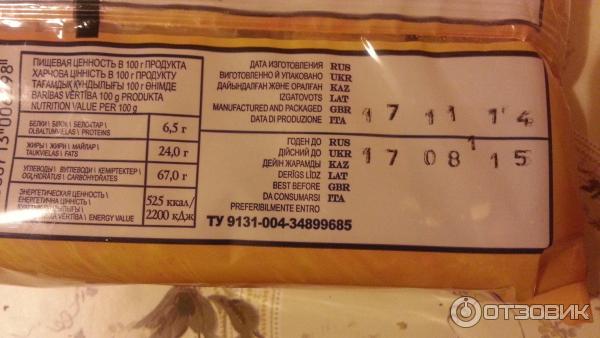 ПИЩЕВАЯ ЦЕННОСТЬ В 100 г ПРОДУКТА
ХАРЧОВА ЦІННІСТЬ В 100 г ПРОДУКТУ
ТАҒАМДЫҚ ҚҰНДЫЛЫҒЫ 100 г ӨНІМДЕ
BARĪBAS VĒRTĪBA 100 g PRODUKTA
NUTRITION VALUE PER 100 g
БЕЛКИ \ БІЛКИ \ БЕЛОКТАР \
OLBALTUMVIELAS \ PROTEINS
6,5 г
ЖИРЫ \ ЖИРИ \ МАЙЛАР \
TAUKVIELAS \ FATS
24,0 г
УГЛЕВОДЫ \ ВУГЛЕВОДИ \ КЕМІРТЕКТЕР \
OGĻHIDRĀTUS \ CARBOHYDRATES
67,0 г
ЭНЕРГЕТИЧЕСКАЯ ЦЕННОСТЬ \
ЕНЕРГЕТИЧНА ЦІННІСТЬ \
VĒRTĪBA \ ENERGY VALUE
525 ккал/
2200 кДж
ДАТА ИЗГОТОВЛЕНИЯ RUS
ВИГОТОВЛЕНО Й УПАКОВАНО UKR
ДАЙЫНДАЛҒАН ЖӘНЕ ОРАЛҒАН KAZ
IZGATOVOTS LAT
MANUFACTURED AND PACKAGED GBR
DATA DI PRODUZIONE ITA
17 11 14
ГОДЕН ДО RUS
ДІЙСНИЙ ДО UKR
ДЕЙІН ЖАРАМДЫ KAZ
DERĪGS LĪDZ LAT
BEST BEFORE GBR
DA CONSUMARSI ITA
PREFERIBILMENTE ENTRO
17 08 15
ТУ 9131-004-34899685
ОТЗОВИК